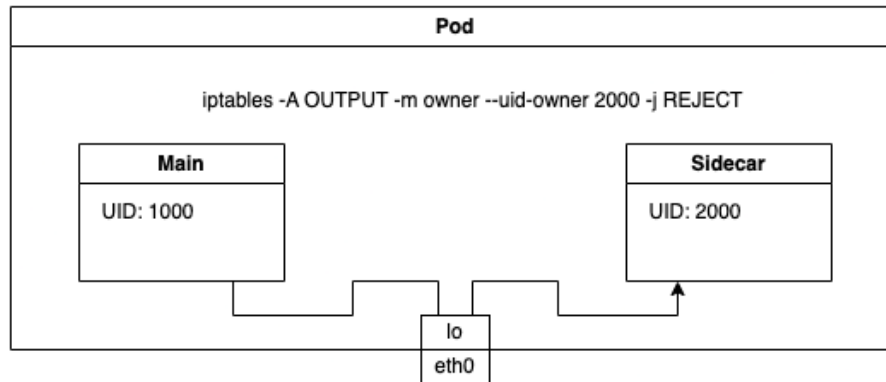 Pod
iptables -A OUTPUT -m owner --uid-owner 2000 -j REJECT
Main
UID: 1000
Sidecar
UID: 2000
lo
eth0